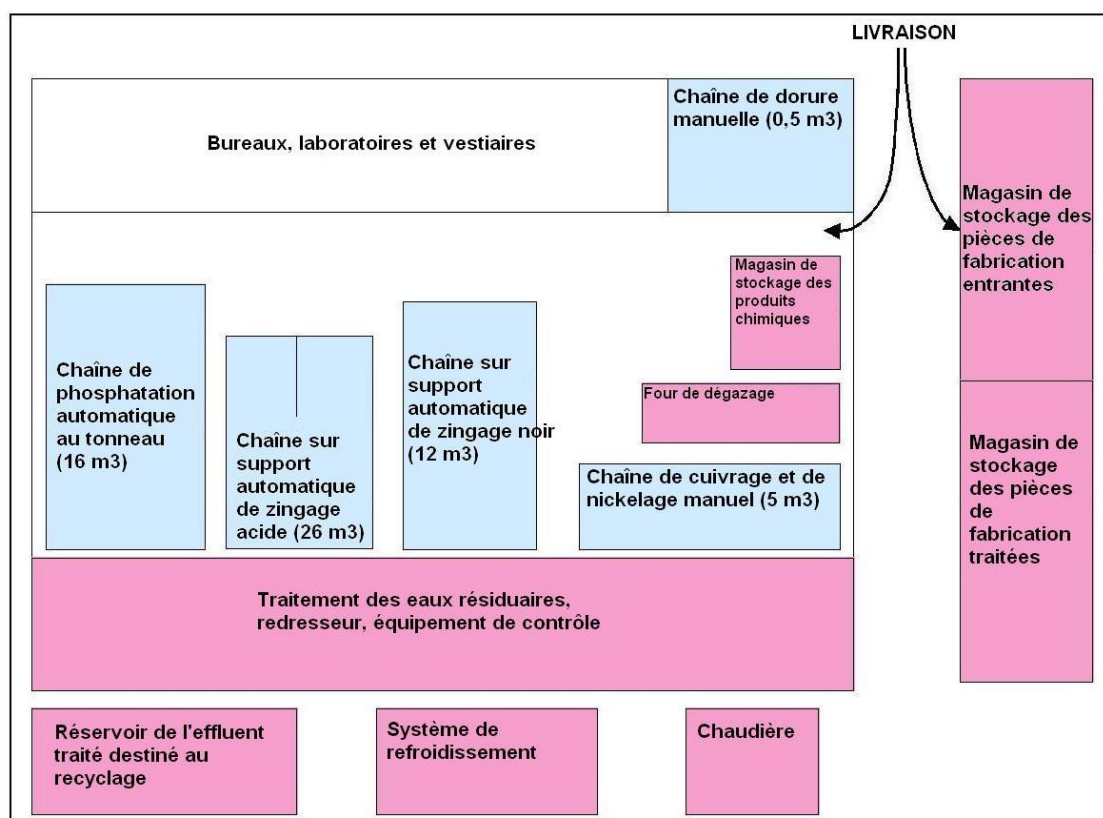 LIVRAISON
Bureaux, laboratoires et vestiaires
Chaîne de dorure
manuelle (0,5 m3)
Magasin de
stockage des
pièces de
fabrication
entrantes
Magasin de
stockage des
produits
chimiques
Chaîne de
phosphatation
automatique
au tonneau
(16 m3)
Chaîne sur
support
automatique
de zingage
acide (26 m3)
Chaîne sur
support
automatique
de zingage noir
(12 m3)
Four de dégazage
Chaîne de cuivrage et de
nickelage manuel (5 m3)
Magasin de
stockage
des pièces
de
fabrication
traitées
Traitement des eaux résiduaires,
redresseur, équipement de contrôle
Réservoir de l'effluent
traité destiné au
recyclage
Système de
refroidissement
Chaudière